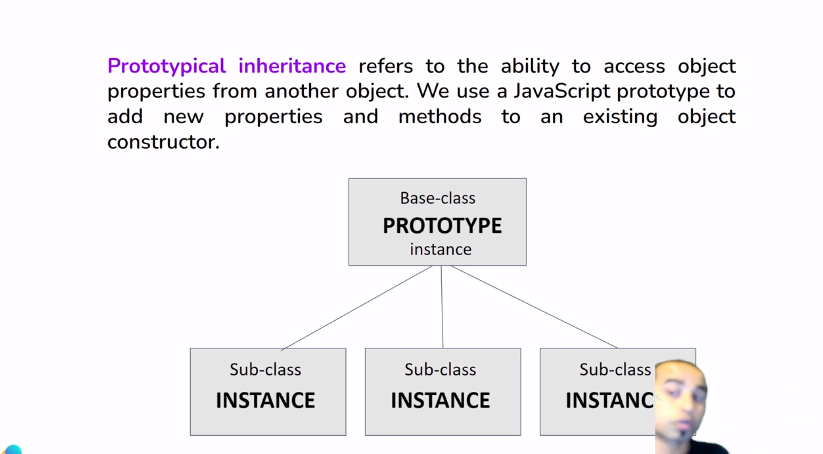 Prototypical inheritance refers to the ability to access object
properties from another object. We use a JavaScript prototype to
add new properties and methods to an existing object
constructor.
Base-class
PROTOTYPE
instance
Sub-class
INSTANCE
Sub-class
INSTANCE
Sub-class